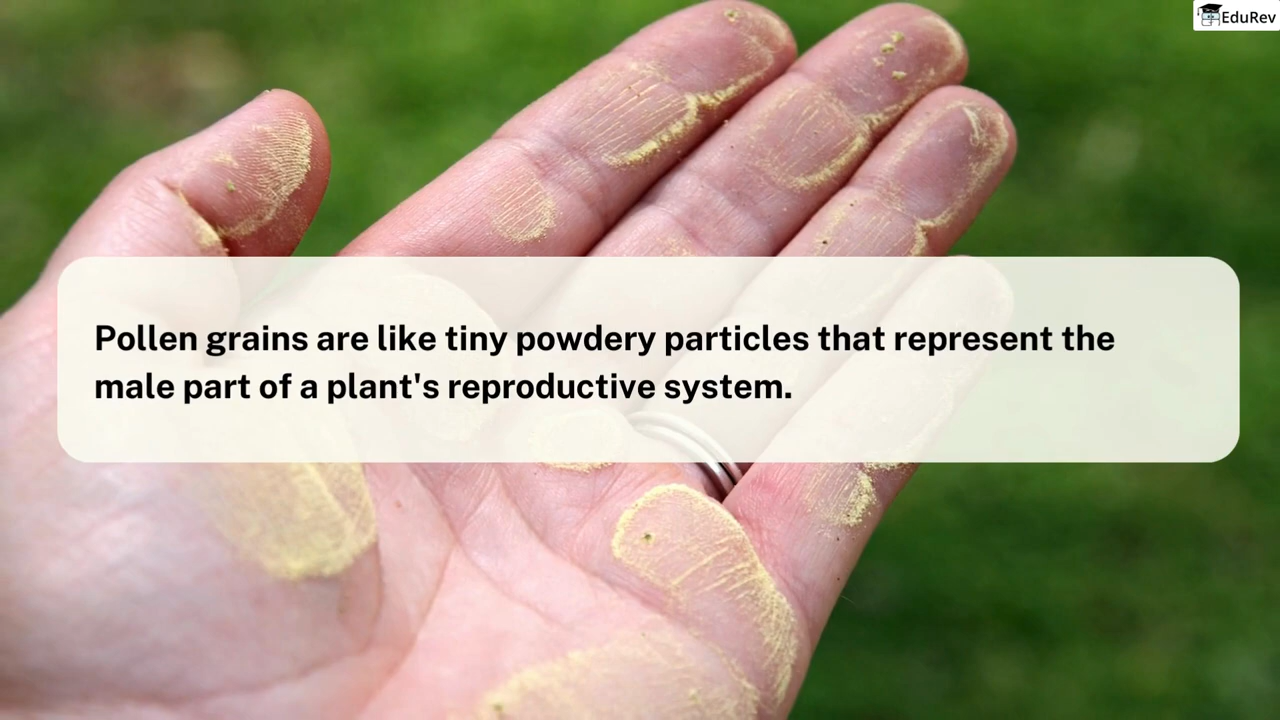 EduRev
Pollen grains are like tiny powdery particles that represent the
male part of a plant's reproductive system.